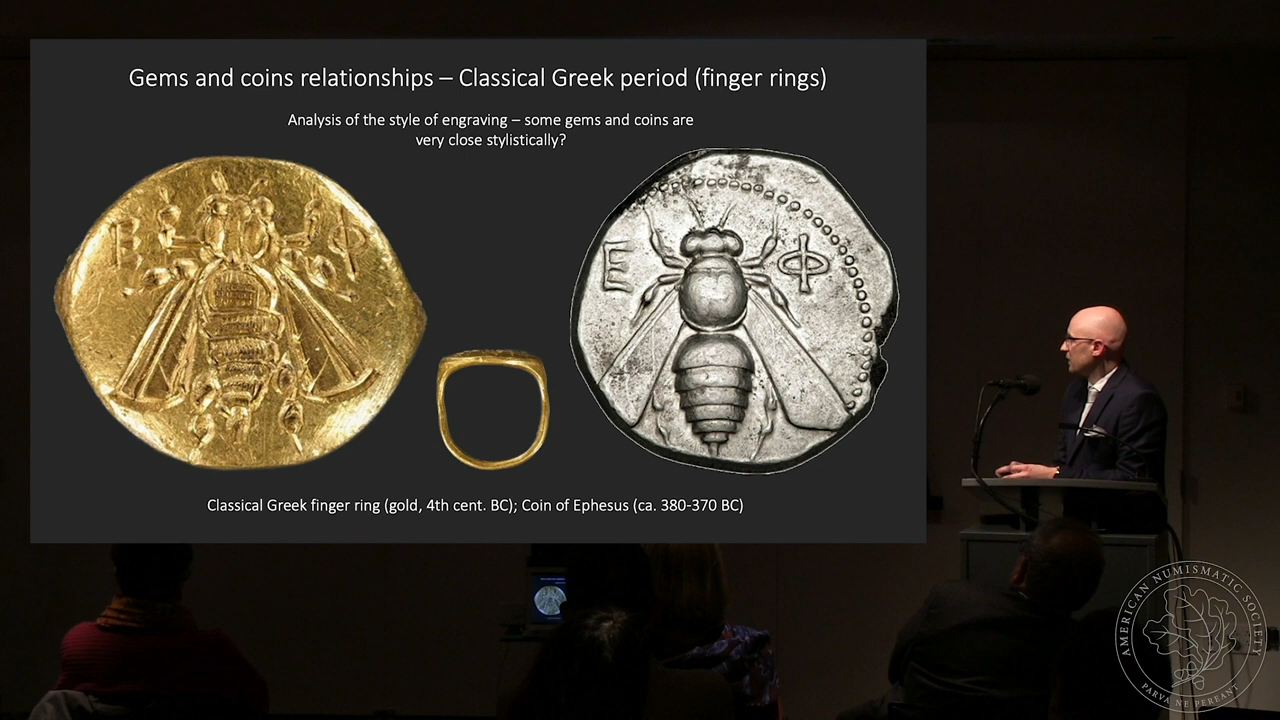 Gems and coins relationships – Classical Greek period (finger rings)
Analysis of the style of engraving – some gems and coins are
very close stylistically?
Ε Φ
Ε Φ
Classical Greek finger ring (gold, 4th cent. BC); Coin of Ephesus (ca. 380-370 BC)
AMERICAN NUMISMATIC SOCIETY
PARVA NE PEREANT